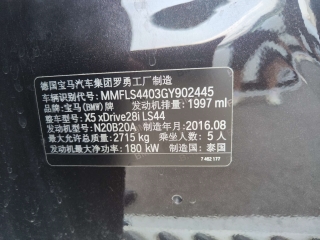 德国宝马汽车集团罗勇工厂制造
车辆识别代号: MMFLS4403GY902445
品牌: 宝马(BMW)牌 发动机排量: 1997 ml
整车型号: X5 xDrive28i LS44
发动机型号: N20B20A 制造年月: 2016.08
最大允许总质量: 2715 kg 乘坐人数: 5人
发动机最大净功率: 180 kW 制造国: 泰国
7 462 177